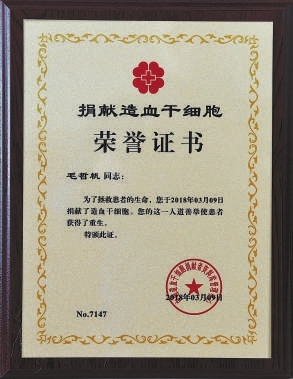 捐献造血干细胞
荣誉证书
毛哲帆 同志：
为了拯救患者的生命，您于2018年03月09日
捐献了造血干细胞。您的这一人道善举使患者
获得了重生。
特颁此证。
2018年03月09日
No.7147